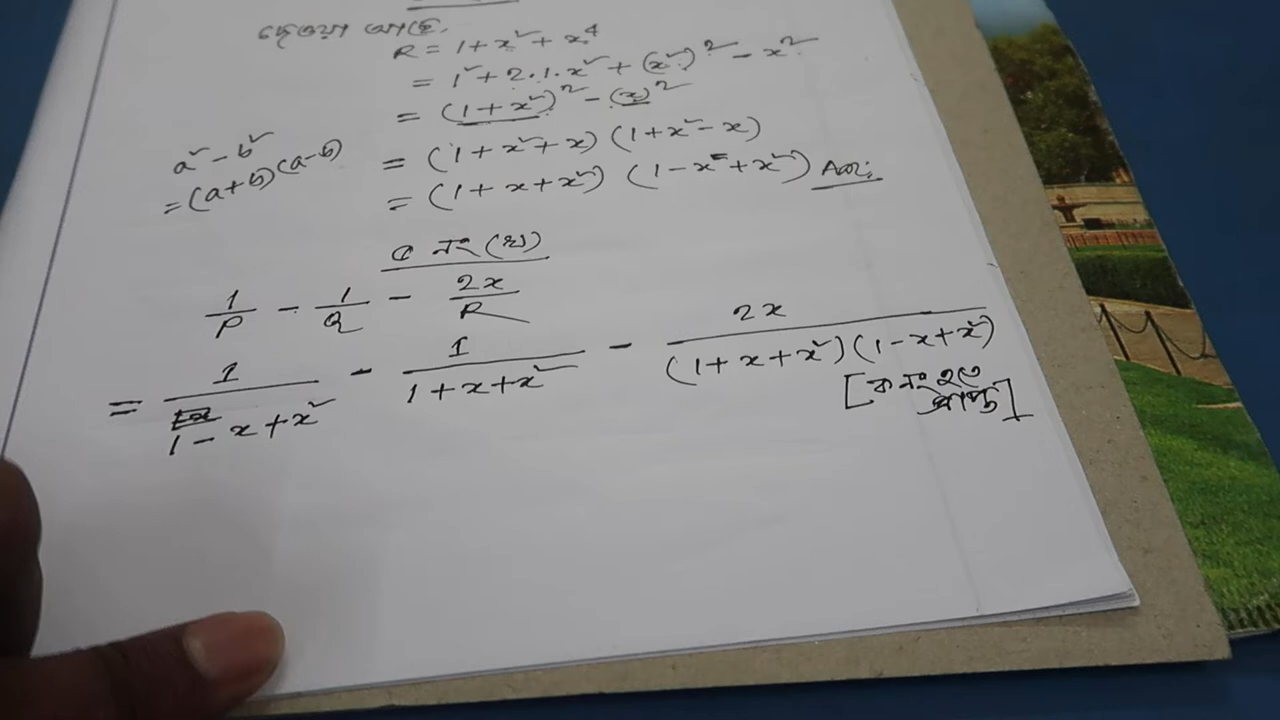 দেওয়া আছে,
R = 1 + x² + x⁴
= 1² + 2.1.x² + (x²)² − x²
= (1 + x²)² − (x)²
a² − b²
= (a+b)(a−b)
= (1 + x² + x) (1 + x² − x)
= (1 + x + x²) (1 − x + x²) Ans:
নং (খ)
1/P − 1/Q − 2x/R
= 1/(1 − x + x²) − 1/(1 + x + x²) − 2x/((1 + x + x²)(1 − x + x²))
[ক নং হতে
প্রাপ্ত]